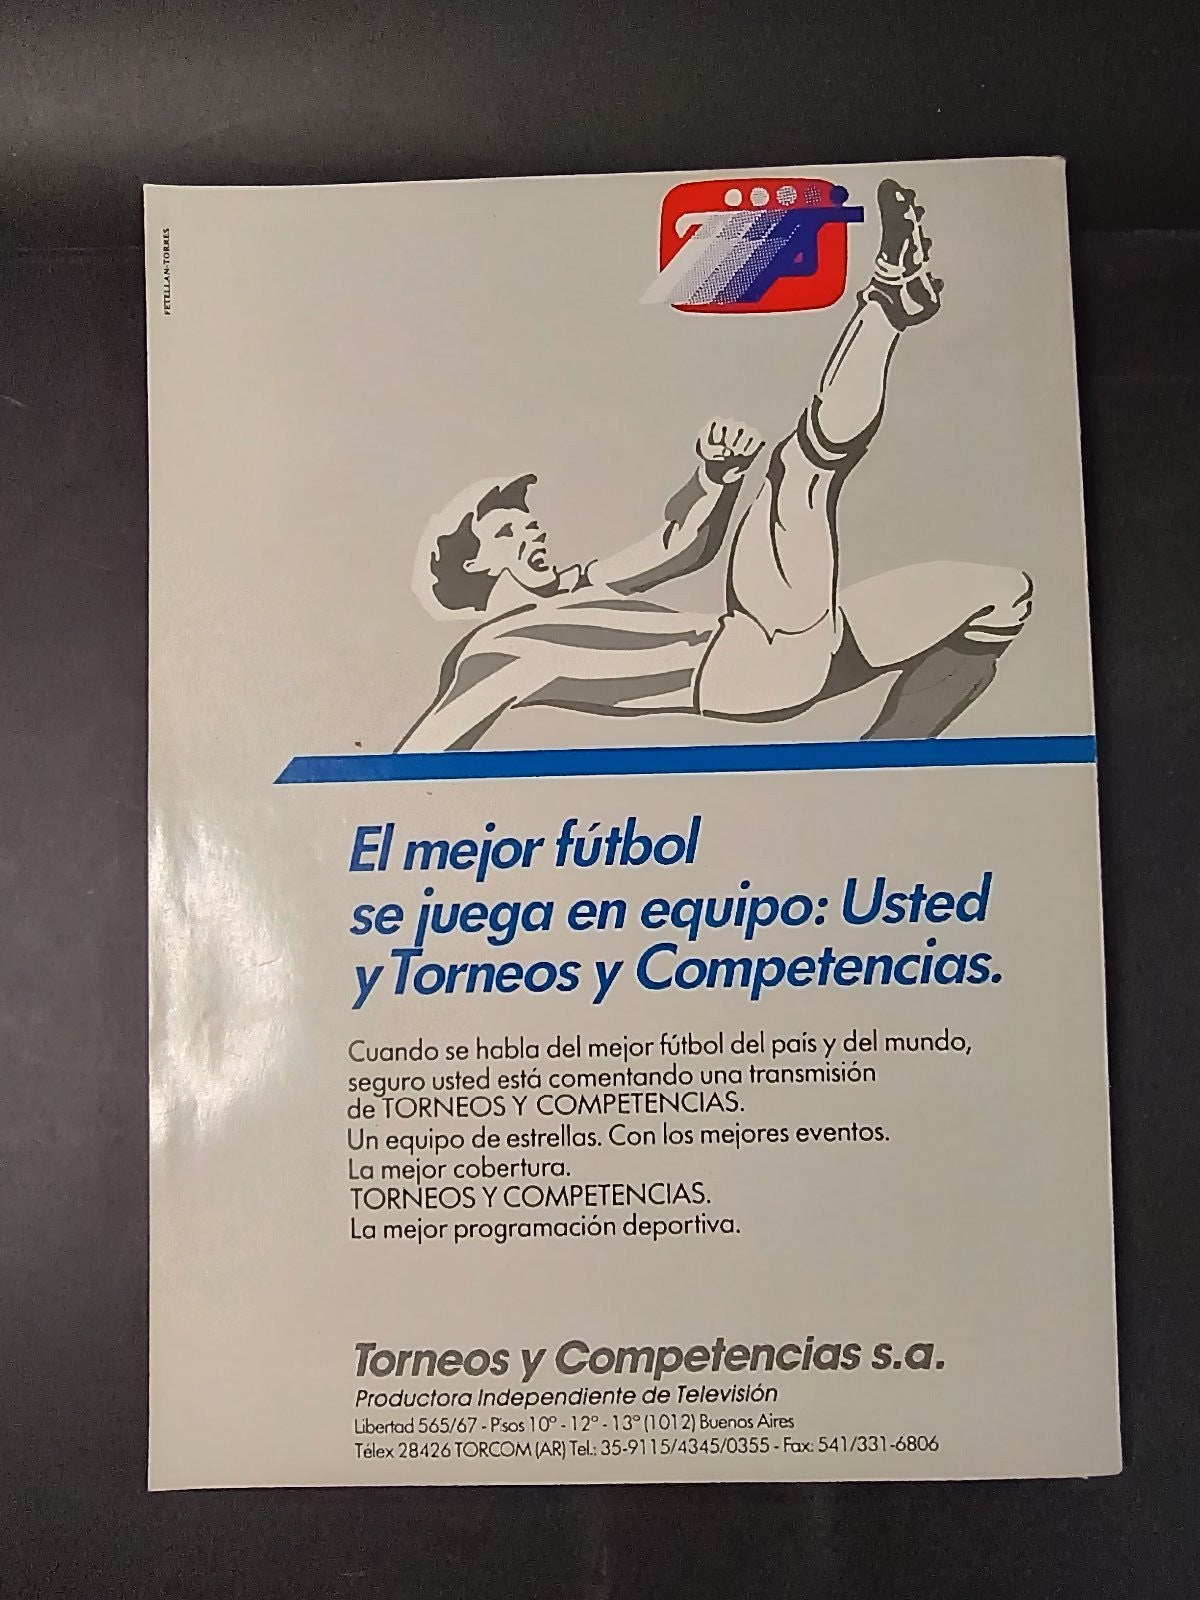 FETELLAN-TORRES
El mejor fútbol
se juega en equipo: Usted
y Torneos y Competencias.
Cuando se habla del mejor fútbol del país y del mundo,
seguro usted está comentando una transmisión
de TORNEOS Y COMPETENCIAS.
Un equipo de estrellas. Con los mejores eventos.
La mejor cobertura.
TORNEOS Y COMPETENCIAS.
La mejor programación deportiva.
Torneos y Competencias s.a.
Productora Independiente de Televisión
Libertad 565/67 - Pisos 10º - 12º - 13º (1012) Buenos Aires
Télex 28426 TORCOM (AR) Tel.: 35-9115/4345/0355 - Fax: 541/331-6806